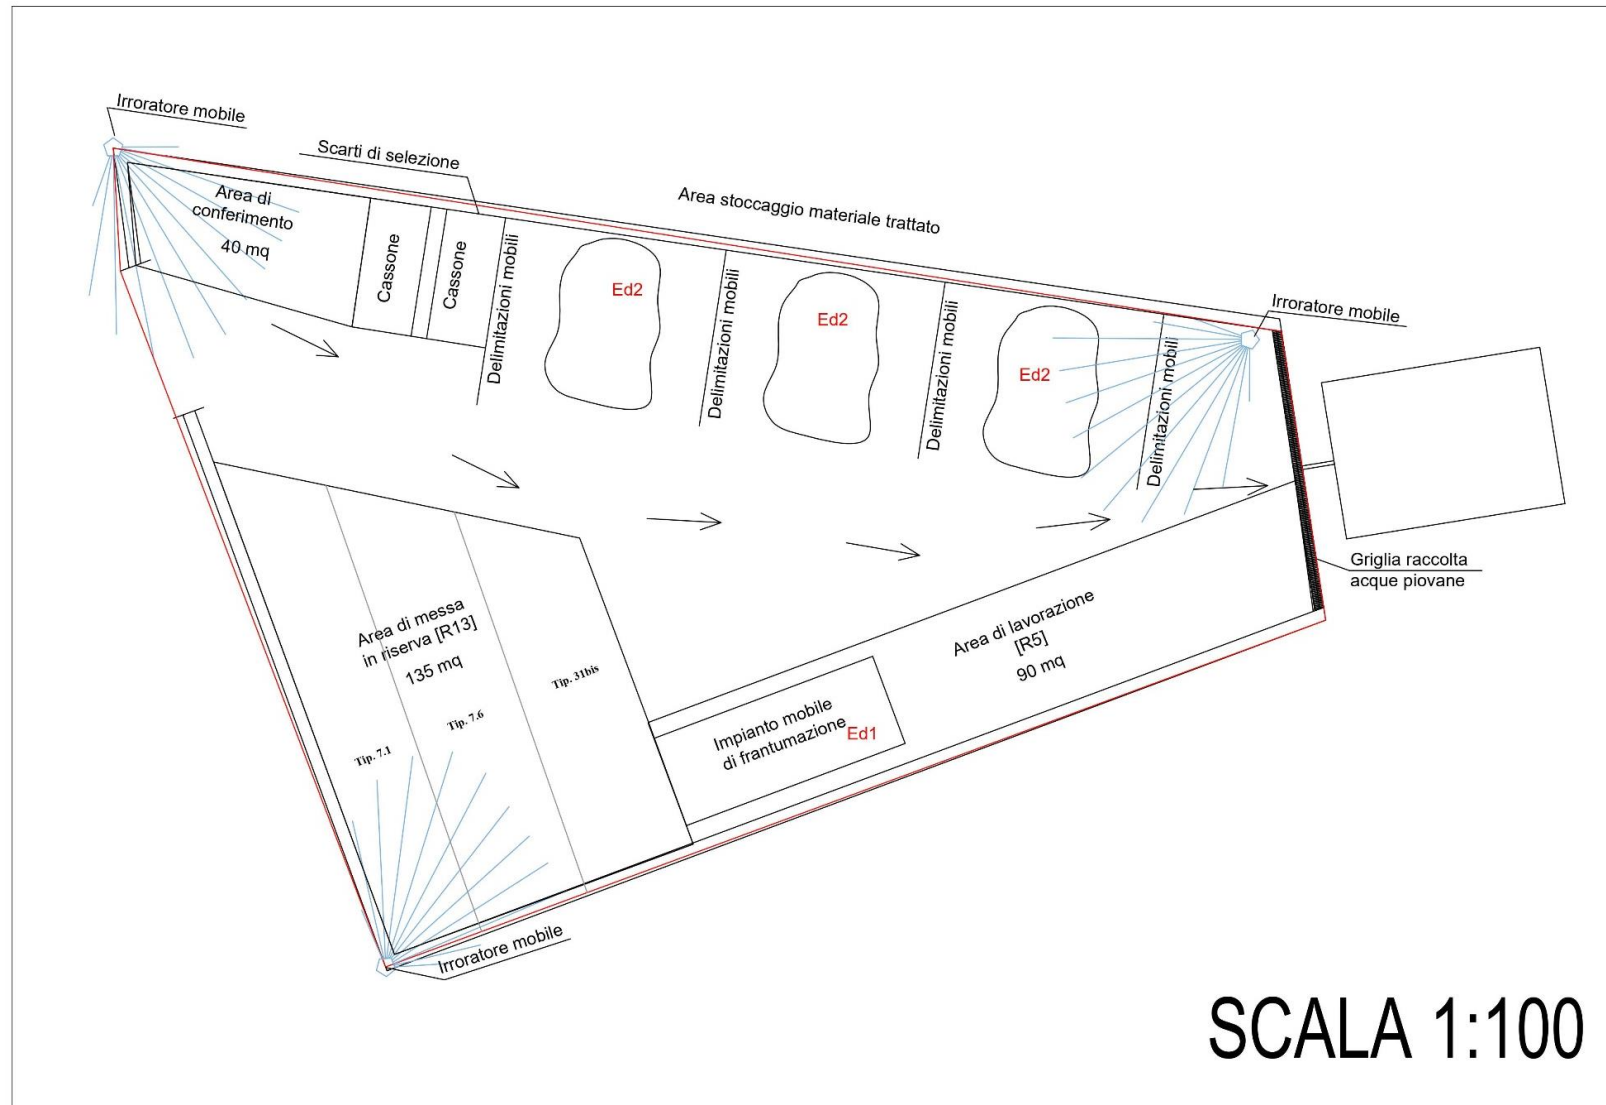 Irroratore mobile
Scarti di selezione
Area stoccaggio materiale trattato
Area di
conferimento
40 mq
Cassone
Cassone
Delimitazioni mobili
Ed2
Delimitazioni mobili
Ed2
Delimitazioni mobili
Ed2
Delimitazioni mobili
Irroratore mobile
Griglia raccolta
acque piovane
Area di messa
in riserva [R13]
135 mq
Tip. 7.1
Tip. 7.6
Tip. 31bis
Area di lavorazione
[R5]
90 mq
Impianto mobile
di frantumazione
Ed1
Irroratore mobile
SCALA 1:100